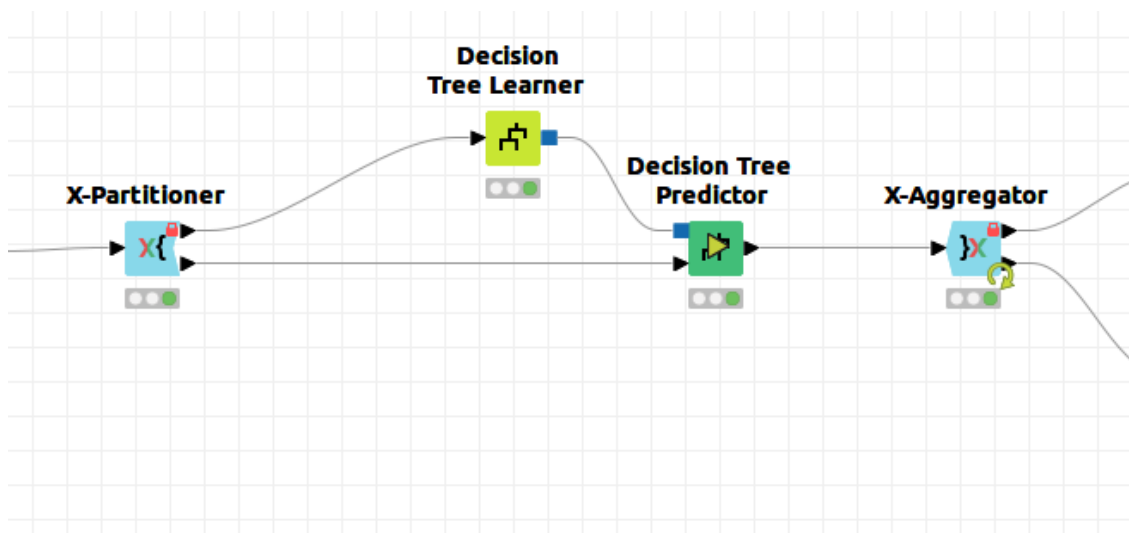 Decision
Tree Learner
Decision Tree
Predictor
X-Partitioner
X-Aggregator
X{
}X